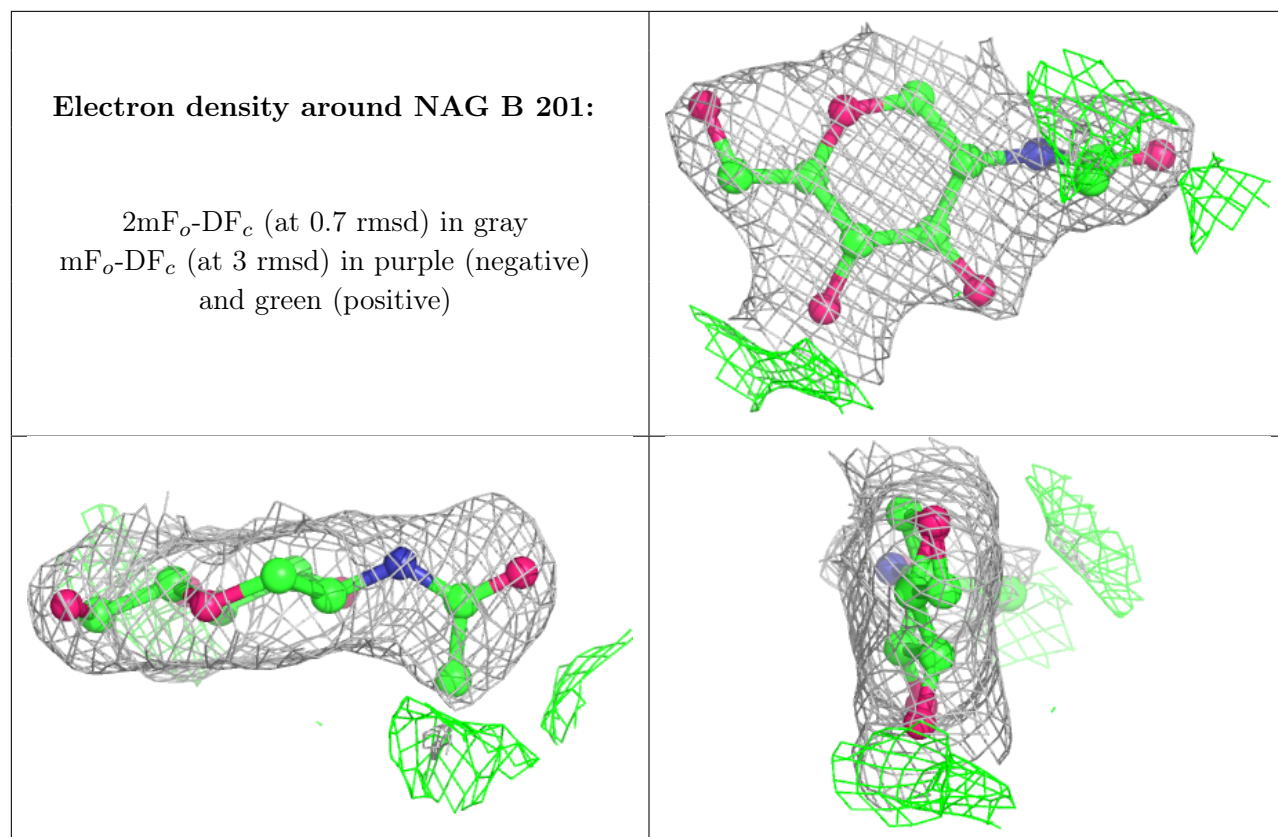 Electron density around NAG B 201:
2mFₒ-DF𝒸 (at 0.7 rmsd) in gray
mFₒ-DF𝒸 (at 3 rmsd) in purple (negative)
and green (positive)